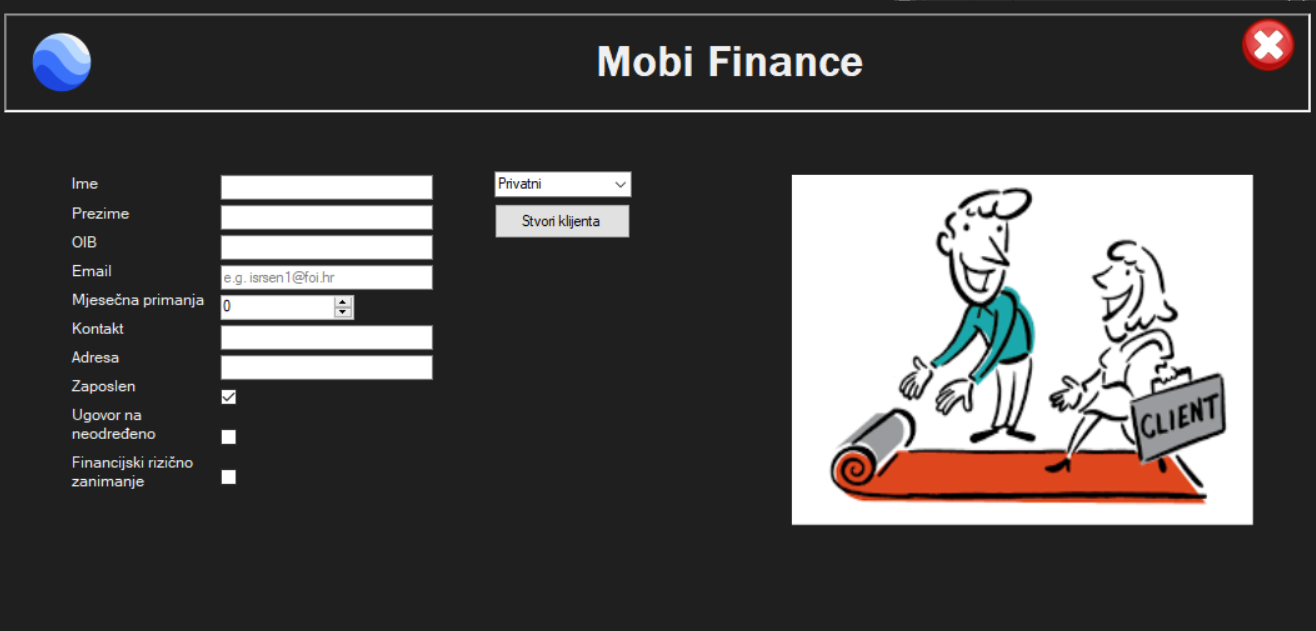 Mobi Finance
Ime
Privatni
Prezime
Stvori klijenta
OIB
Email
e.g. isrsen1@foi.hr
Mjesečna primanja
0
Kontakt
Adresa
Zaposlen
Ugovor na
neodređeno
Financijski rizično
zanimanje
CLIENT